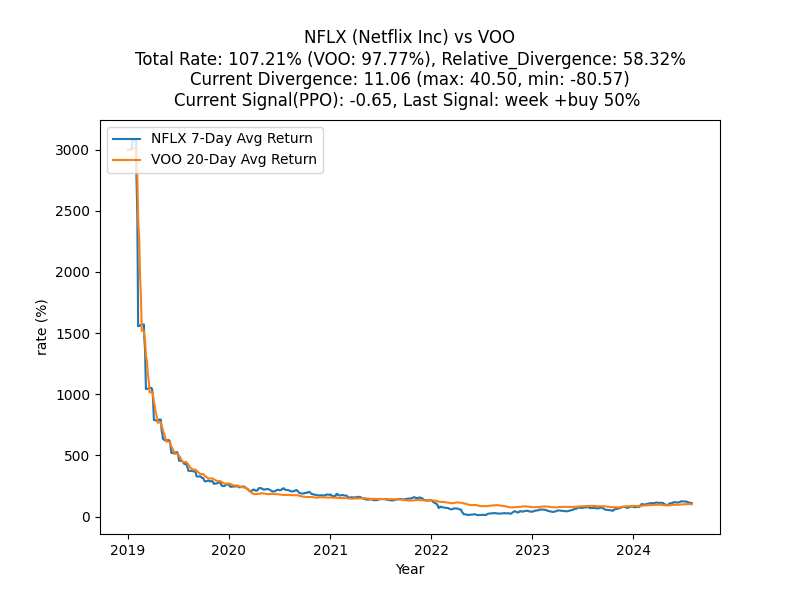 NFLX (Netflix Inc) vs VOO
Total Rate: 107.21% (VOO: 97.77%), Relative_Divergence: 58.32%
Current Divergence: 11.06 (max: 40.50, min: -80.57)
Current Signal(PPO): -0.65, Last Signal: week +buy 50%
NFLX 7-Day Avg Return
VOO 20-Day Avg Return
3000
2500
2000
1500
1000
500
0
rate (%)
2019 2020 2021 2022 2023 2024
Year